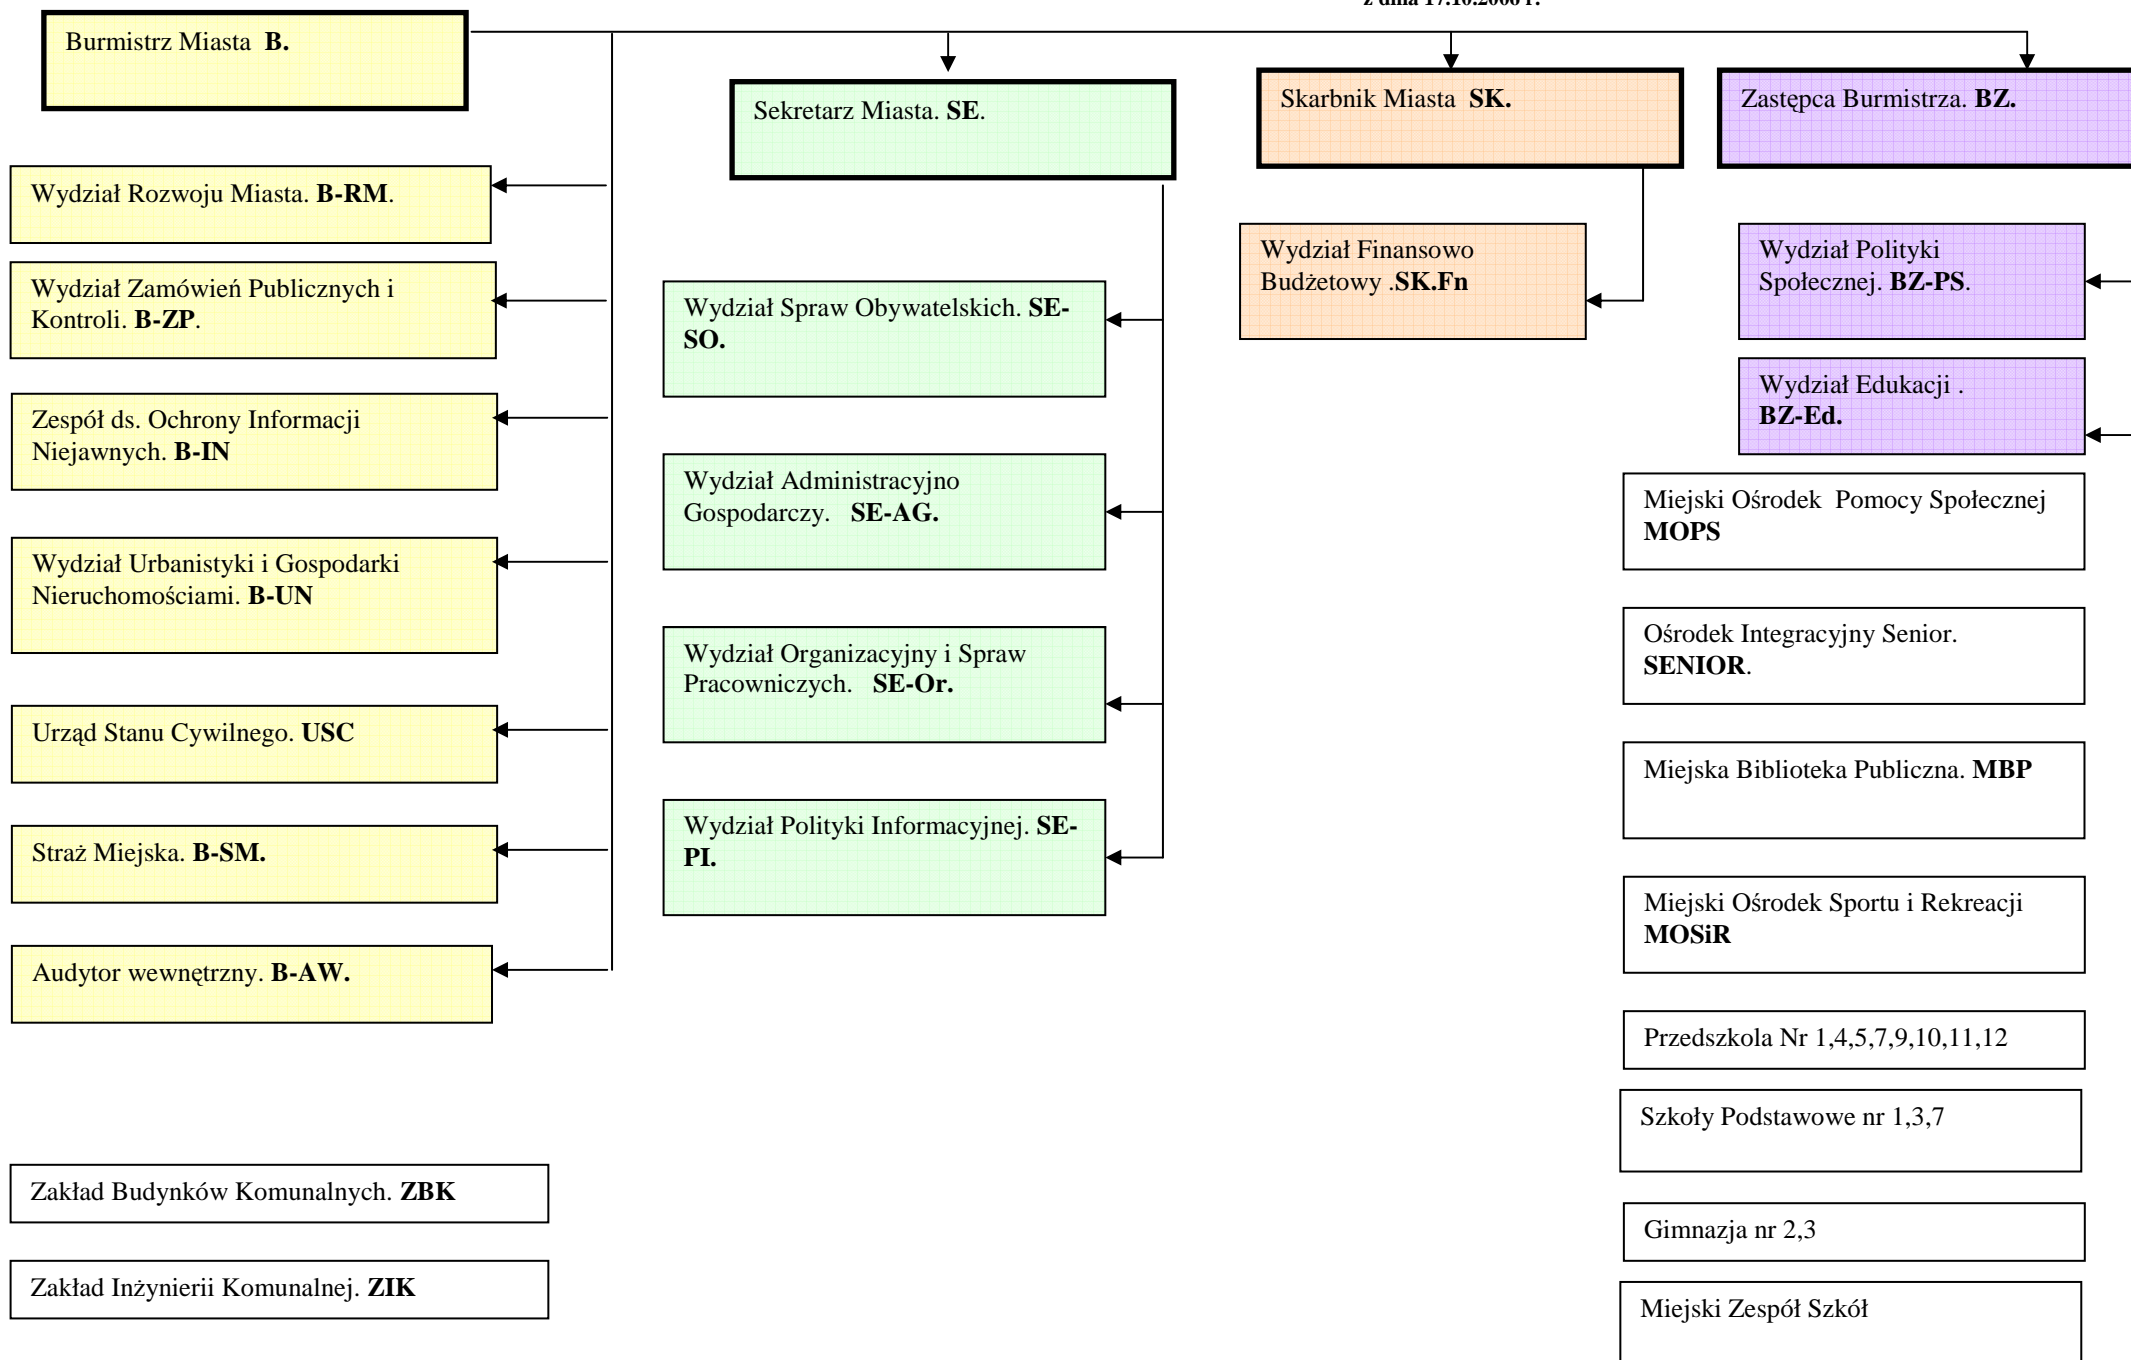 z dnia 17.10.2006 r.
Burmistrz Miasta  B.
Sekretarz Miasta. SE.
Skarbnik Miasta  SK.
Zastępca Burmistrza. BZ.
Wydział Rozwoju Miasta. B-RM.
Wydział Zamówień Publicznych i
Kontroli. B-ZP.
Zespół ds. Ochrony Informacji
Niejawnych. B-IN
Wydział Urbanistyki i Gospodarki
Nieruchomościami. B-UN
Urząd Stanu Cywilnego. USC
Straż Miejska. B-SM.
Audytor wewnętrzny. B-AW.
Zakład Budynków Komunalnych. ZBK
Zakład Inżynierii Komunalnej. ZIK
Wydział Spraw Obywatelskich. SE-
SO.
Wydział Administracyjno
Gospodarczy.   SE-AG.
Wydział Organizacyjny i Spraw
Pracowniczych.   SE-Or.
Wydział Polityki Informacyjnej. SE-
PI.
Wydział Finansowo
Budżetowy .SK.Fn
Wydział Polityki
Społecznej. BZ-PS.
Wydział Edukacji .
BZ-Ed.
Miejski Ośrodek  Pomocy Społecznej
MOPS
Ośrodek Integracyjny Senior.
SENIOR.
Miejska Biblioteka Publiczna. MBP
Miejski Ośrodek Sportu i Rekreacji
MOSiR
Przedszkola Nr 1,4,5,7,9,10,11,12
Szkoły Podstawowe nr 1,3,7
Gimnazja nr 2,3
Miejski Zespół Szkół